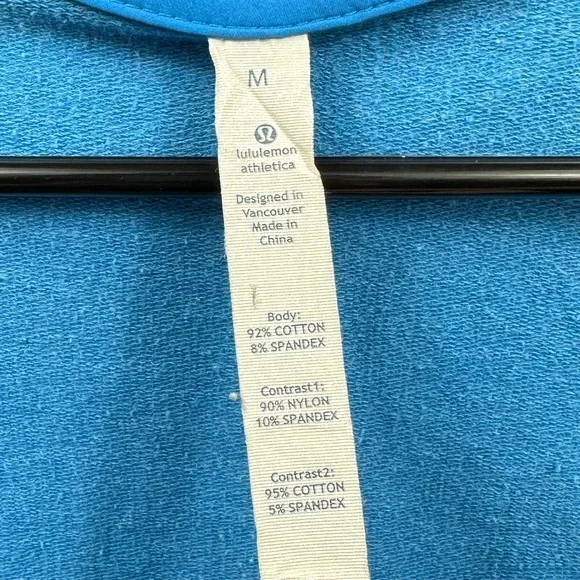 M
lululemon
athletica
Designed in
Vancouver
Made in
China
Body:
92% COTTON
8% SPANDEX
Contrast1:
90% NYLON
10% SPANDEX
Contrast2:
95% COTTON
5% SPANDEX